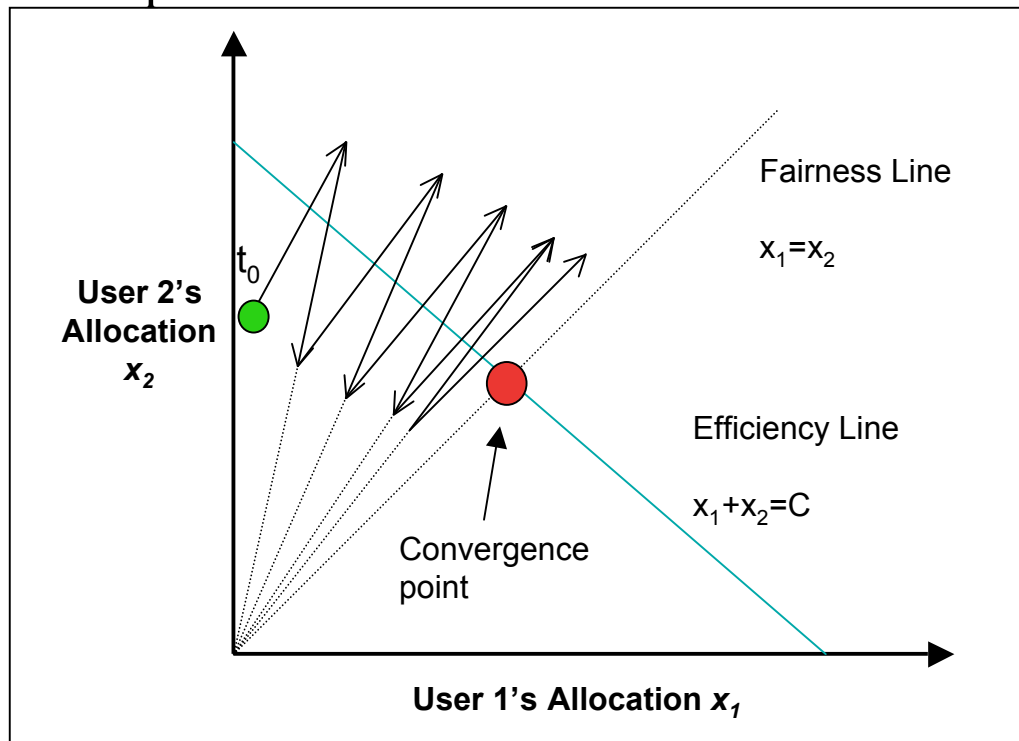 t₀
User 2's
Allocation
x₂
Fairness Line
x₁=x₂
Efficiency Line
x₁+x₂=C
Convergence
point
User 1's Allocation x₁